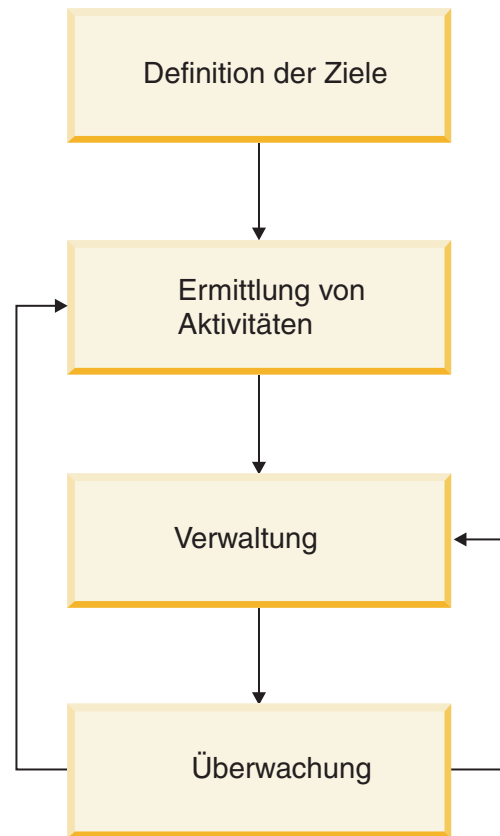 Definition der Ziele
Ermittlung von
Aktivitäten
Verwaltung
Überwachung